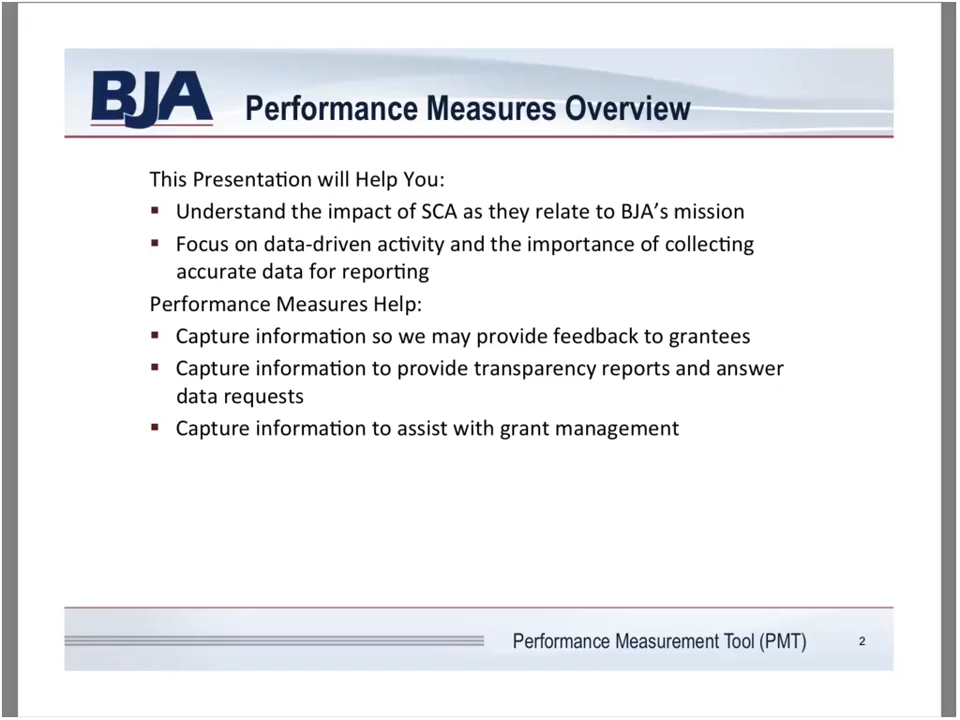 BJA
Performance Measures Overview
This Presentation will Help You:
▪ Understand the impact of SCA as they relate to BJA’s mission
▪ Focus on data-driven activity and the importance of collecting
accurate data for reporting
Performance Measures Help:
▪ Capture information so we may provide feedback to grantees
▪ Capture information to provide transparency reports and answer
data requests
▪ Capture information to assist with grant management
Performance Measurement Tool (PMT)
2